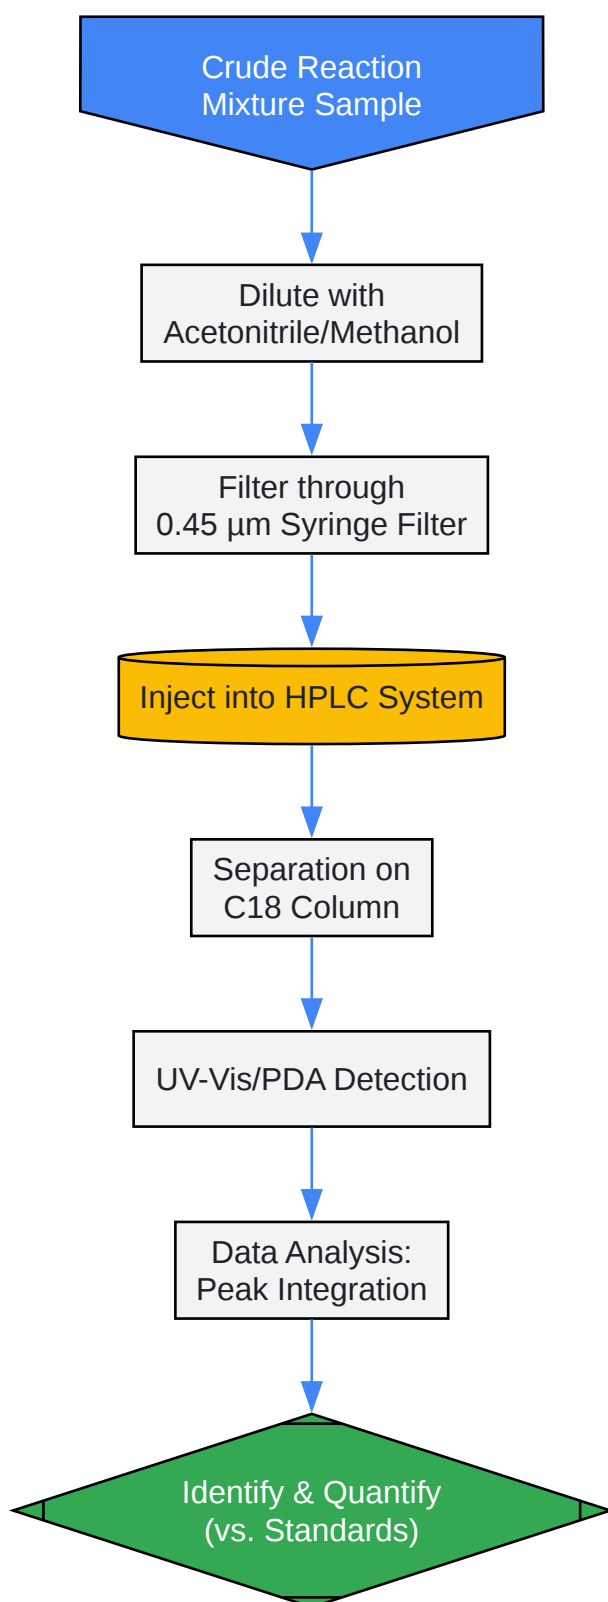 Crude Reaction
Mixture Sample
Dilute with
Acetonitrile/Methanol
Filter through
0.45 µm Syringe Filter
Inject into HPLC System
Separation on
C18 Column
UV-Vis/PDA Detection
Data Analysis:
Peak Integration
Identify & Quantify
(vs. Standards)